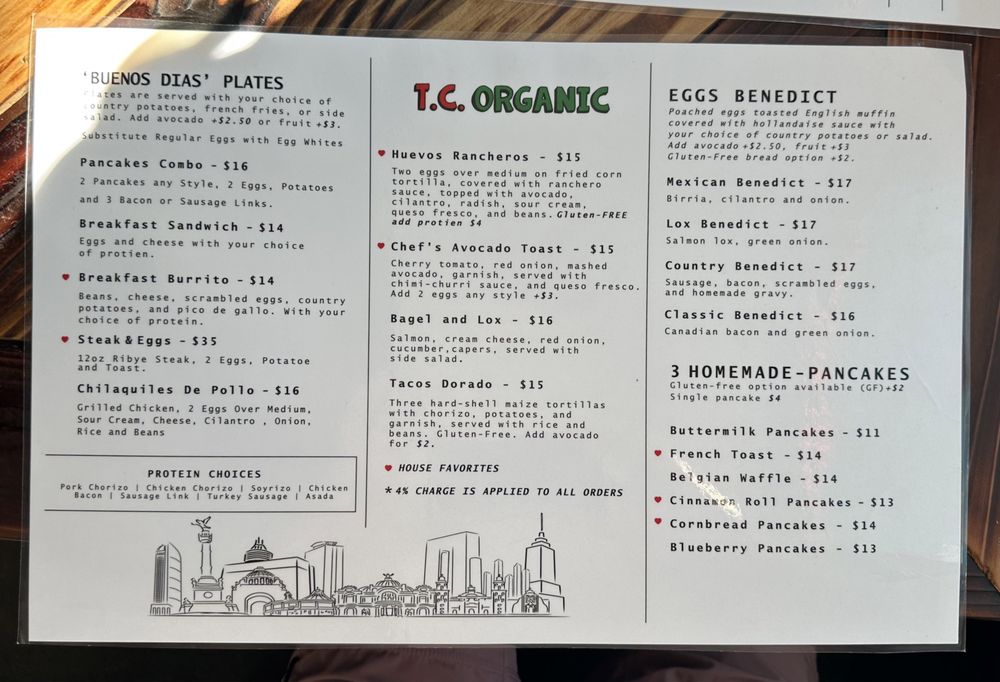 'BUENOS DIAS' PLATES
Plates are served with your choice of
country potatoes, french fries, or side
salad. Add avocado +$2.50 or fruit +$3.
Substitute Regular Eggs with Egg Whites
Pancakes Combo - $16
2 Pancakes any Style, 2 Eggs, Potatoes
and 3 Bacon or Sausage Links.
Breakfast Sandwich - $14
Eggs and cheese with your choice
of protien.
Breakfast Burrito - $14
Beans, cheese, scrambled eggs, country
potatoes, and pico de gallo. With your
choice of protein.
Steak & Eggs - $35
12oz Ribye Steak, 2 Eggs, Potatoe
and Toast.
Chilaquiles De Pollo - $16
Grilled Chicken, 2 Eggs Over Medium,
Sour Cream, Cheese, Cilantro , Onion,
Rice and Beans
PROTEIN CHOICES
Pork Chorizo | Chicken Chorizo | Soyrizo | Chicken
Bacon | Sausage Link | Turkey Sausage | Asada
T.C. ORGANIC
Huevos Rancheros - $15
Two eggs over medium on fried corn
tortilla, covered with ranchero
sauce, topped with avocado,
cilantro, radish, sour cream,
queso fresco, and beans. Gluten-FREE
add protien $4
Chef's Avocado Toast - $15
Cherry tomato, red onion, mashed
avocado, garnish, served with
chimi-churri sauce, and queso fresco.
Add 2 eggs any style +$3.
Bagel and Lox - $16
Salmon, cream cheese, red onion,
cucumber, capers, served with
side salad.
Tacos Dorado - $15
Three hard-shell maize tortillas
with chorizo, potatoes, and
garnish, served with rice and
beans. Gluten-Free. Add avocado
for $2.
HOUSE FAVORITES
* 4% CHARGE IS APPLIED TO ALL ORDERS
EGGS BENEDICT
Poached eggs toasted English muffin
covered with hollandaise sauce with
your choice of country potatoes or salad.
Add avocado +$2.50, fruit +$3
Gluten-Free bread option +$2.
Mexican Benedict - $17
Birria, cilantro and onion.
Lox Benedict - $17
Salmon lox, green onion.
Country Benedict - $17
Sausage, bacon, scrambled eggs,
and homemade gravy.
Classic Benedict - $16
Canadian bacon and green onion.
3 HOMEMADE-PANCAKES
Gluten-free option available (GF)+$2
Single pancake $4
Buttermilk Pancakes - $11
French Toast - $14
Belgian Waffle - $14
Cinnamon Roll Pancakes - $13
Cornbread Pancakes - $14
Blueberry Pancakes - $13